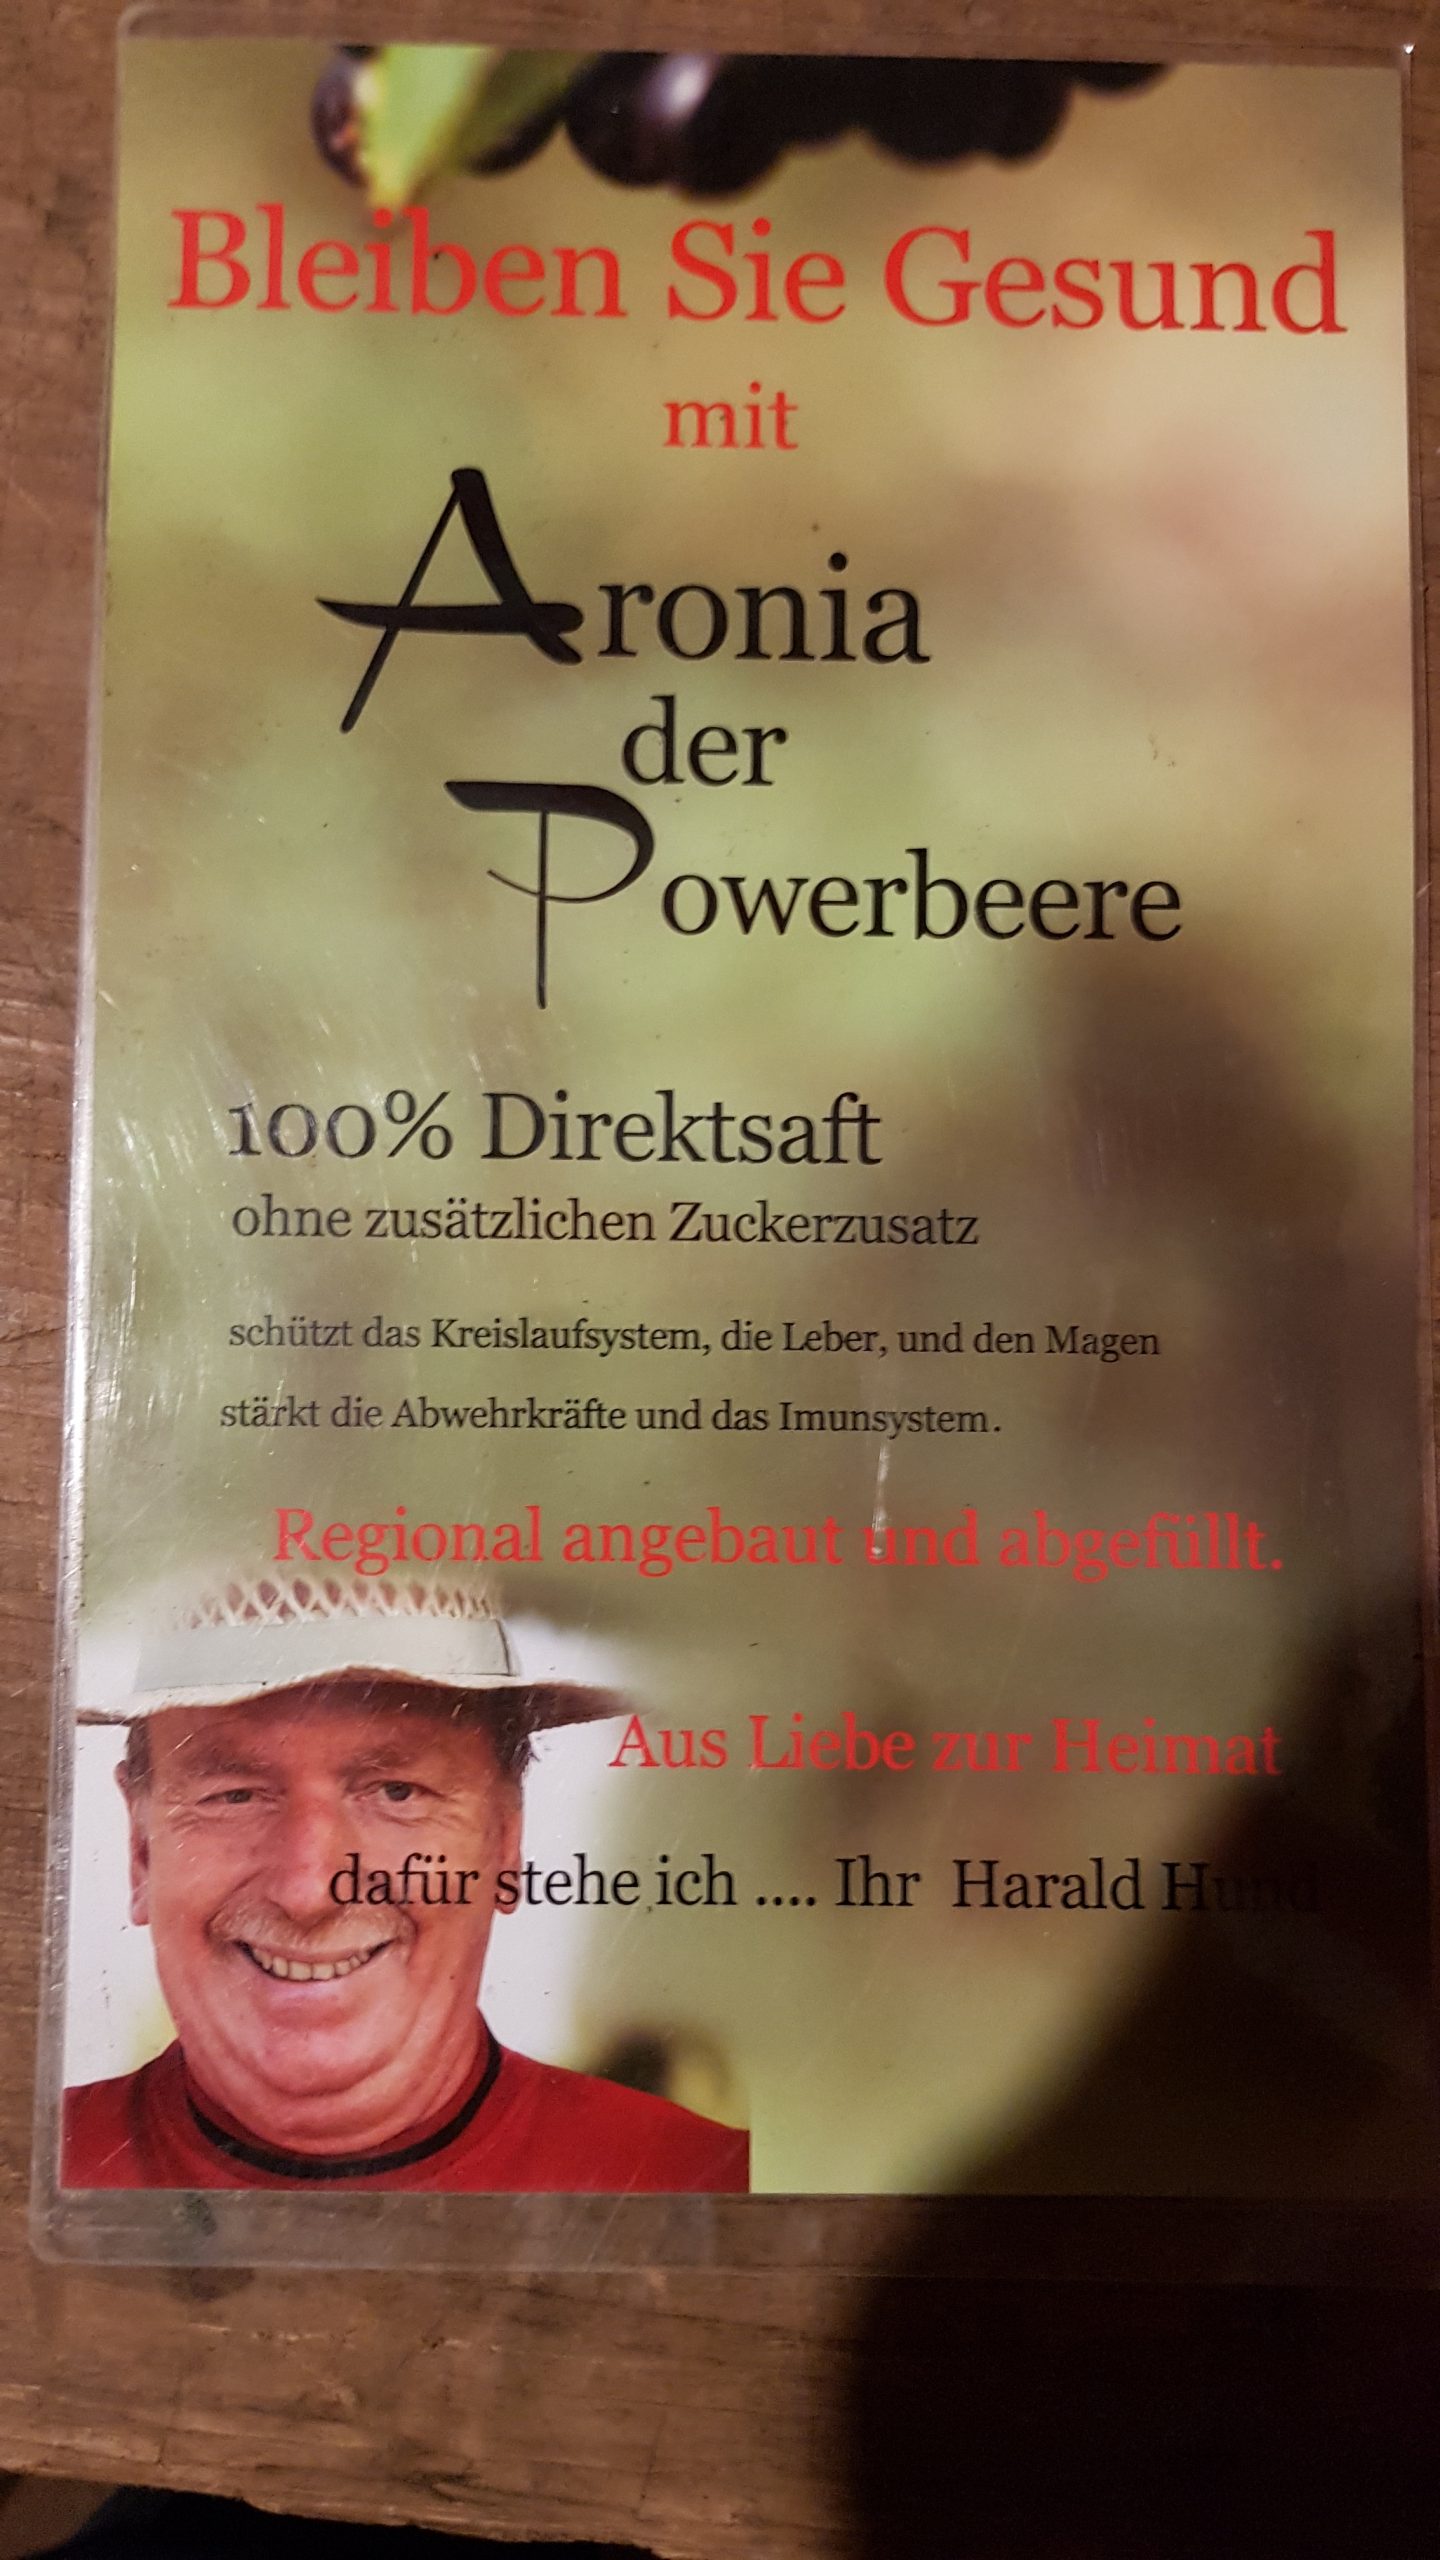 Bleiben Sie Gesund
mit
Aronia
der
Powerbeere
100% Direktsaft
ohne zusätzlichen Zuckerzusatz
schützt das Kreislaufsystem, die Leber, und den Magen
stärkt die Abwehrkräfte und das Imunsystem.
Regional angebaut und abgefüllt.
Aus Liebe zur Heimat
dafür stehe ich .... Ihr Harald Hund